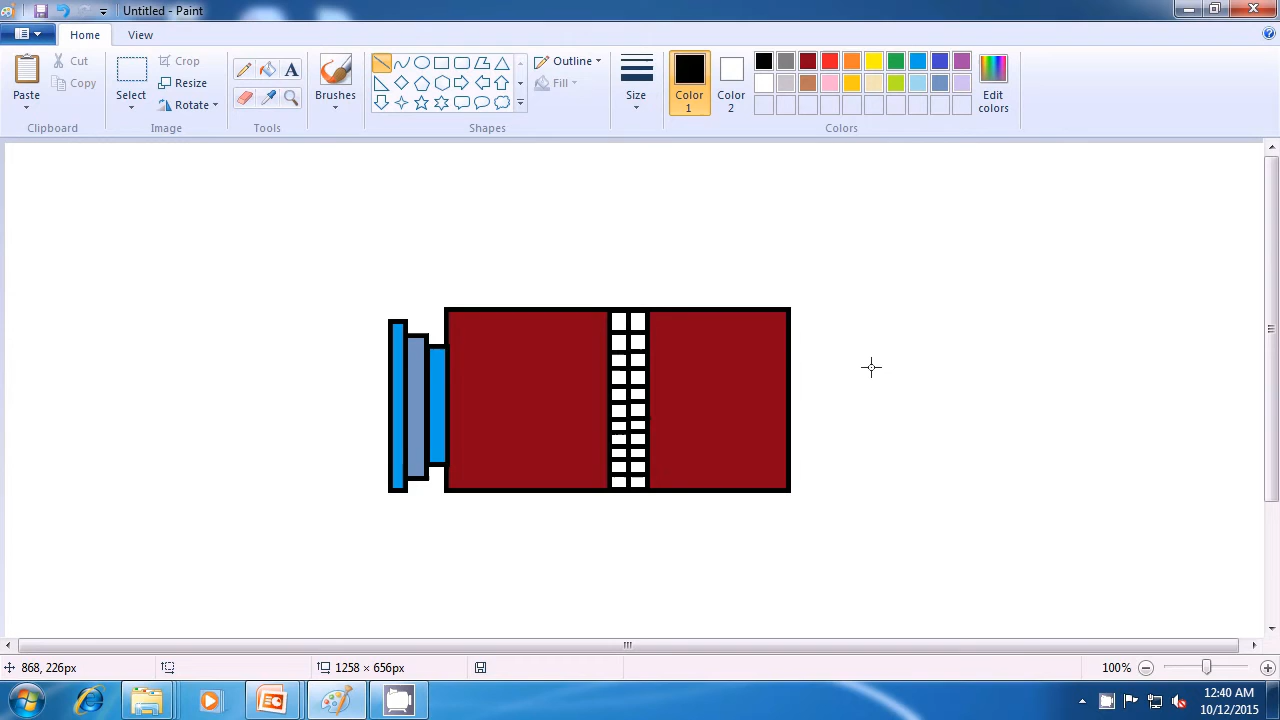 Untitled - Paint
Home
View
Paste
Cut
Copy
Clipboard
Select
Crop
Resize
Rotate
Image
Tools
Brushes
Outline
Fill
Shapes
Size
Color 1
Color 2
Edit colors
Colors
868, 226px
1258 × 656px
100%
12:40 AM
10/12/2015